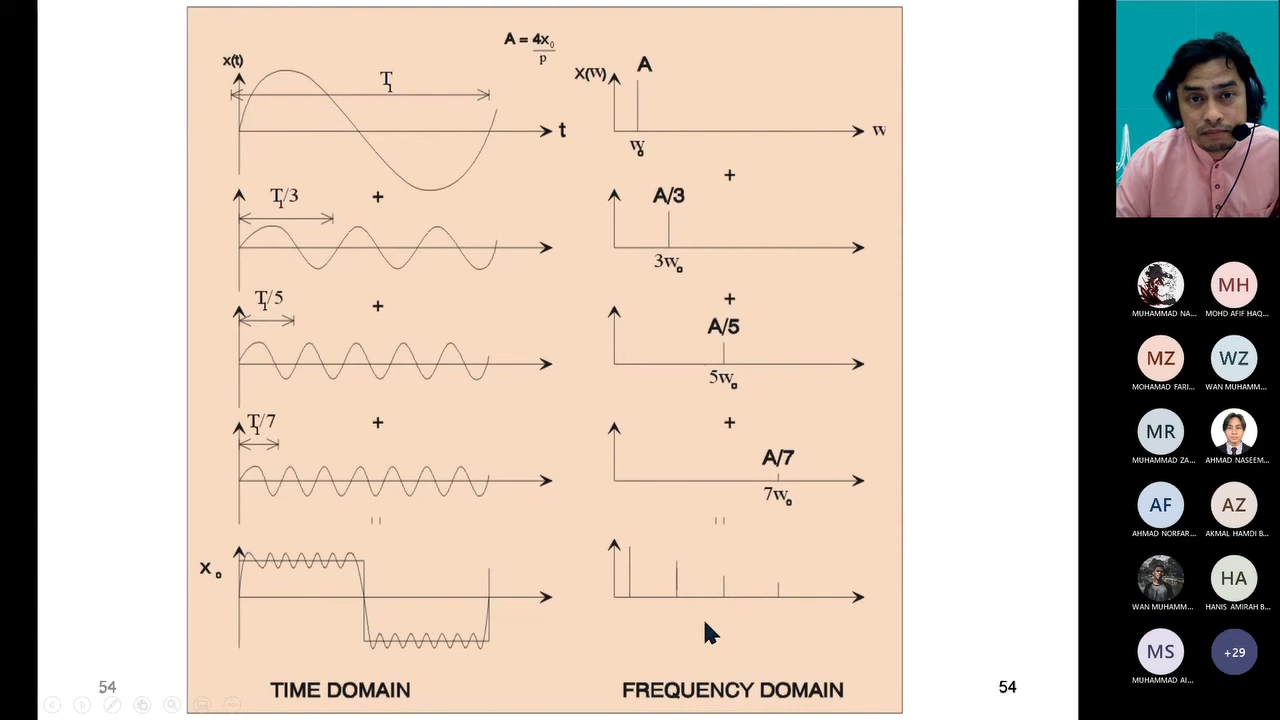 A = 4x₀
p
x(t)
T₁
t
X(w)
A
w₀
w
+
T₁/3
+
A/3
3w₀
T₁/5
+
+
A/5
5w₀
T₁/7
+
+
A/7
7w₀
x₀
TIME DOMAIN
FREQUENCY DOMAIN
54
54
MH
MUHAMMAD NA...
MOHD AFIF HAQ...
MZ
WZ
MOHAMAD FARI...
WAN MUHAMM...
MR
MUHAMMAD ZA...
AHMAD NASEEM...
AF
AZ
AHMAD NORFAR...
AKMAL HAMDI B...
HA
WAN MUHAMM...
HANIS AMIRAH B...
MS
+29
MUHAMMAD AI...